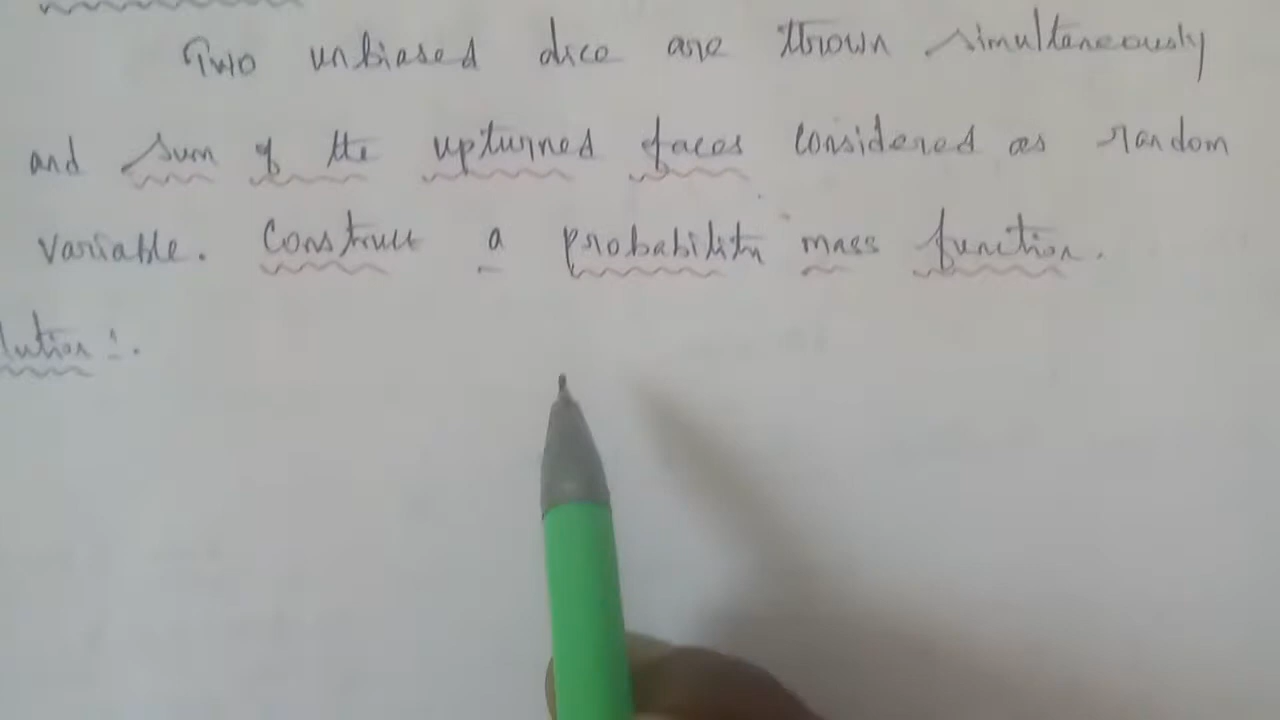 Two unbiased dice are thrown simultaneously
and sum of the upturned faces considered as random
variable. Construct a probability mass function.
lution :.